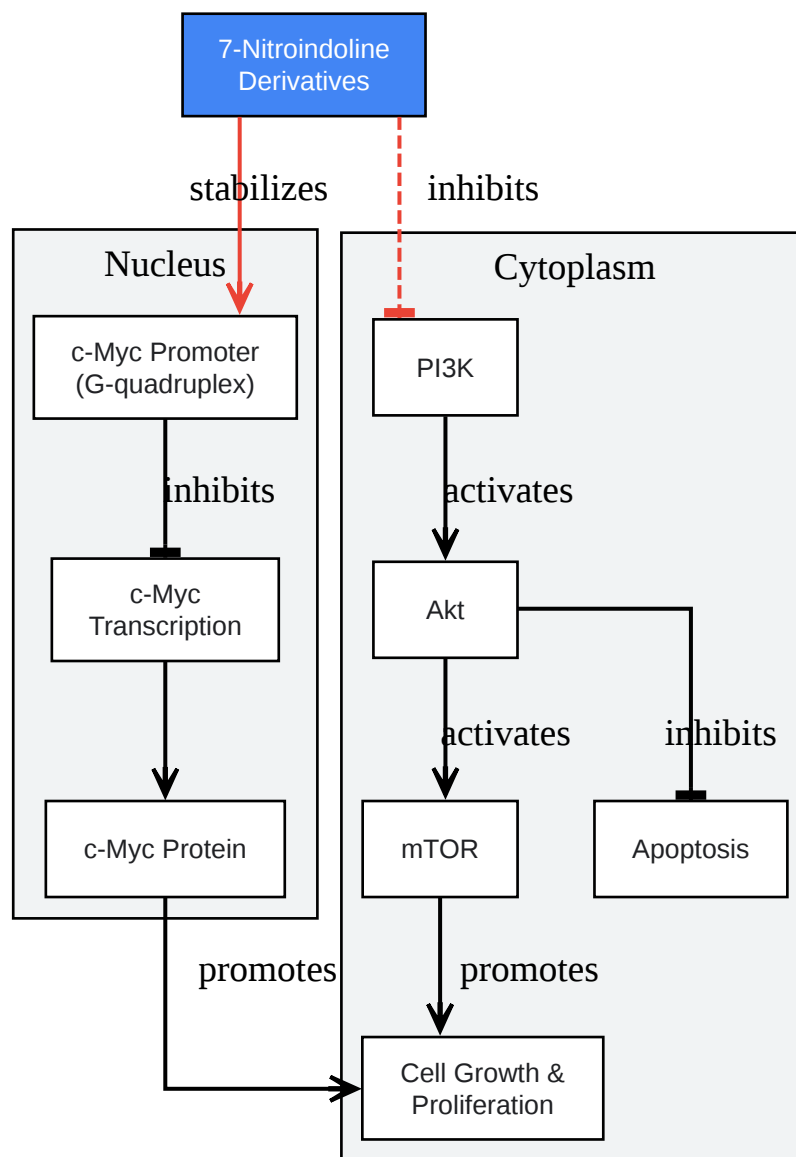 7-Nitroindoline
Derivatives
stabilizes
inhibits
Nucleus
Cytoplasm
c-Myc Promoter
(G-quadruplex)
PI3K
inhibits
activates
c-Myc
Transcription
Akt
activates
inhibits
c-Myc Protein
mTOR
Apoptosis
promotes
promotes
Cell Growth &
Proliferation